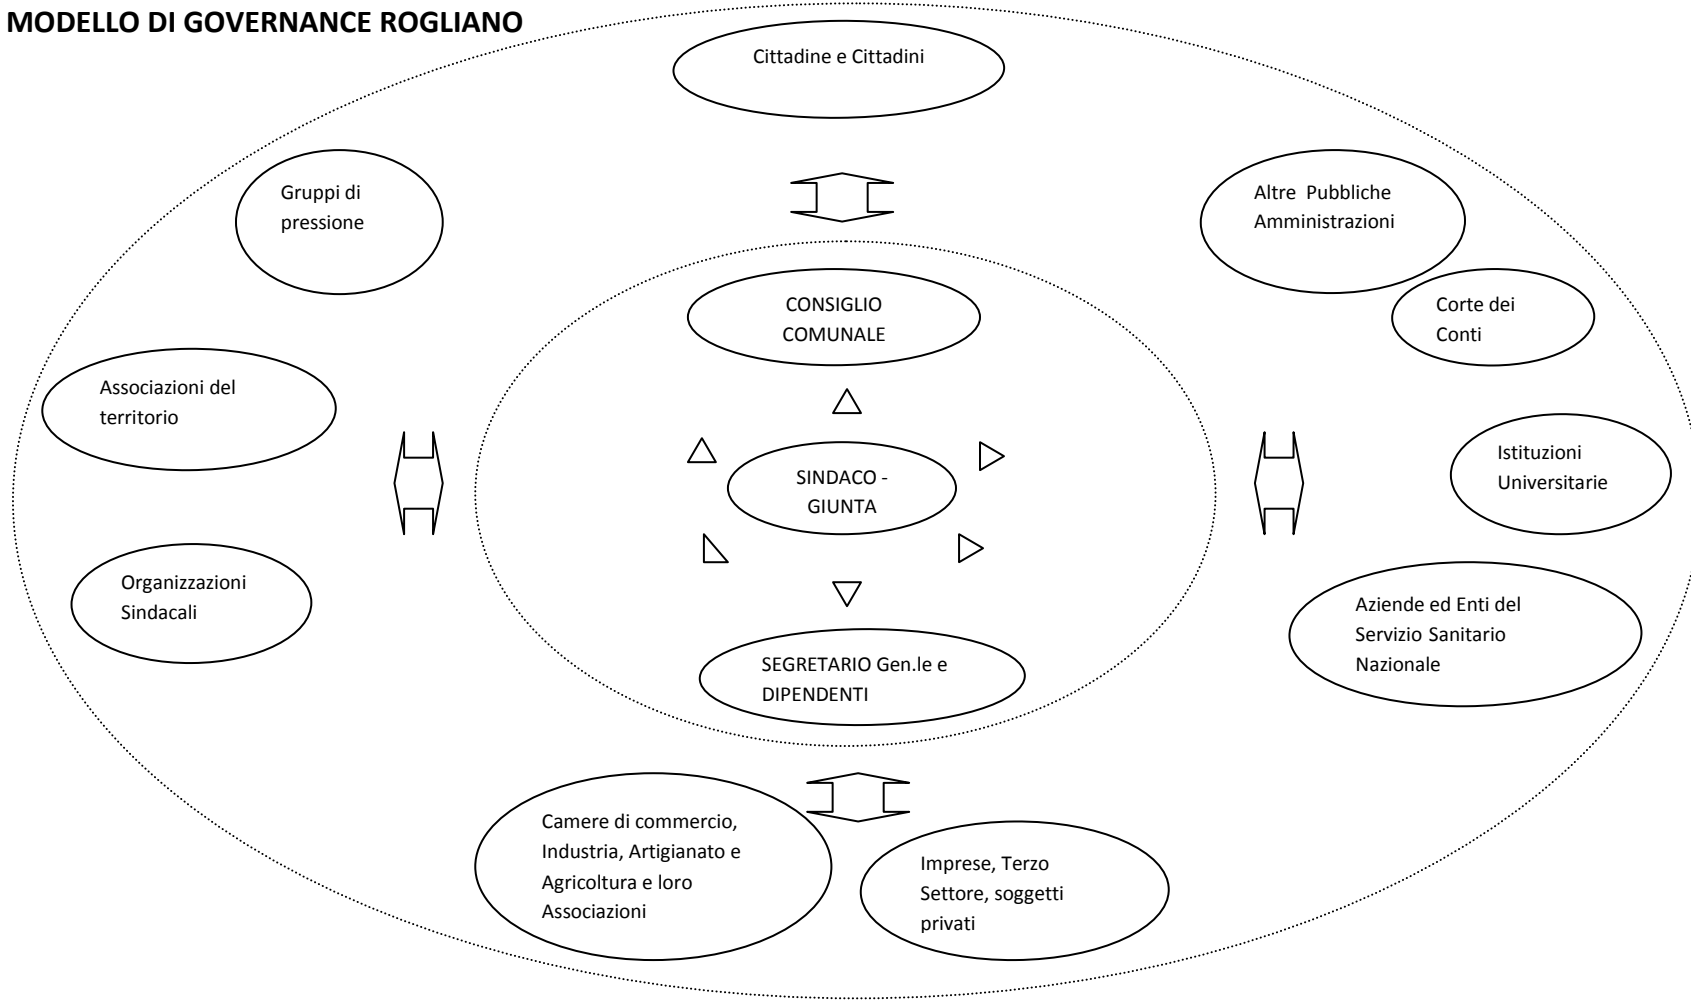 MODELLO DI GOVERNANCE ROGLIANO
Cittadine e Cittadini
Gruppi di
pressione
Altre Pubbliche
Amministrazioni
Corte dei
Conti
CONSIGLIO
COMUNALE
Associazioni del
territorio
SINDACO -
GIUNTA
Istituzioni
Universitarie
Organizzazioni
Sindacali
Aziende ed Enti del
Servizio Sanitario
Nazionale
SEGRETARIO Gen.le e
DIPENDENTI
Camere di commercio,
Industria, Artigianato e
Agricoltura e loro
Associazioni
Imprese, Terzo
Settore, soggetti
privati